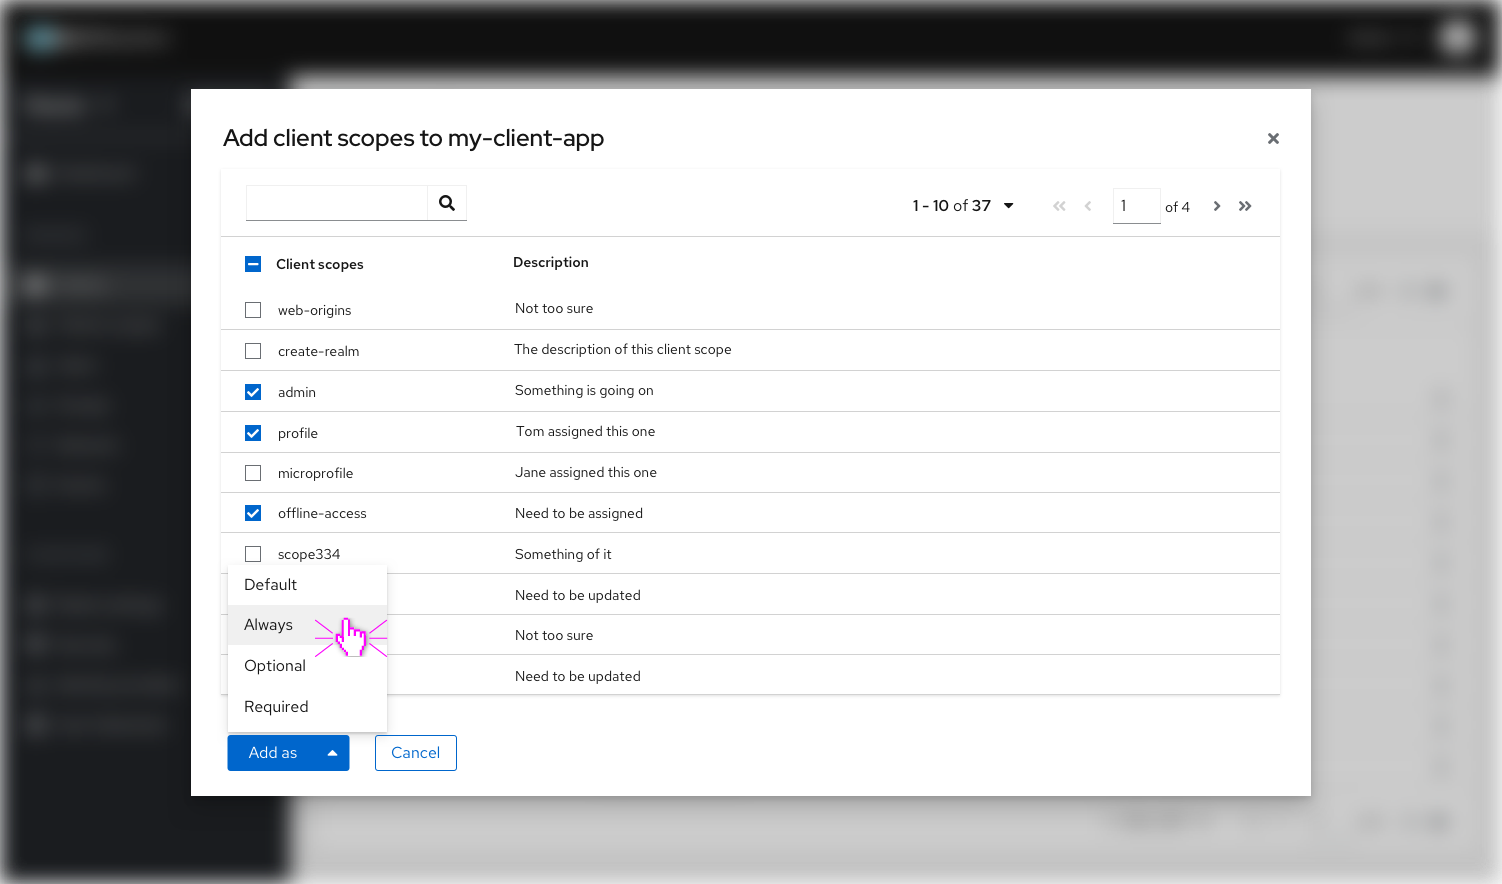 Add client scopes to my-client-app
1 - 10 of 37
1
of 4
Client scopes Description
web-origins Not too sure
create-realm The description of this client scope
admin Something is going on
profile Tom assigned this one
microprofile Jane assigned this one
offline-access Need to be assigned
scope334 Something of it
Default
Need to be updated
Always
Not too sure
Optional
Need to be updated
Required
Add as
Cancel